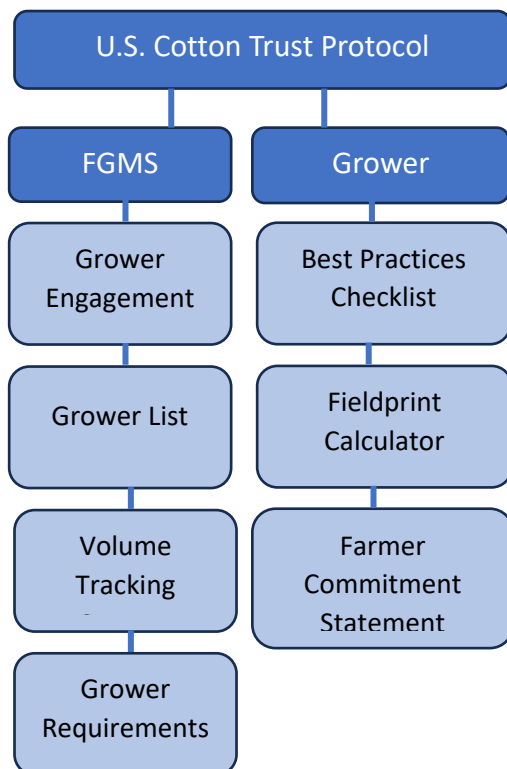 U.S. Cotton Trust Protocol
FGMS
Grower
Engagement
Grower List
Volume
Tracking
Grower
Requirements
Grower
Best Practices
Checklist
Fieldprint
Calculator
Farmer
Commitment
Statement